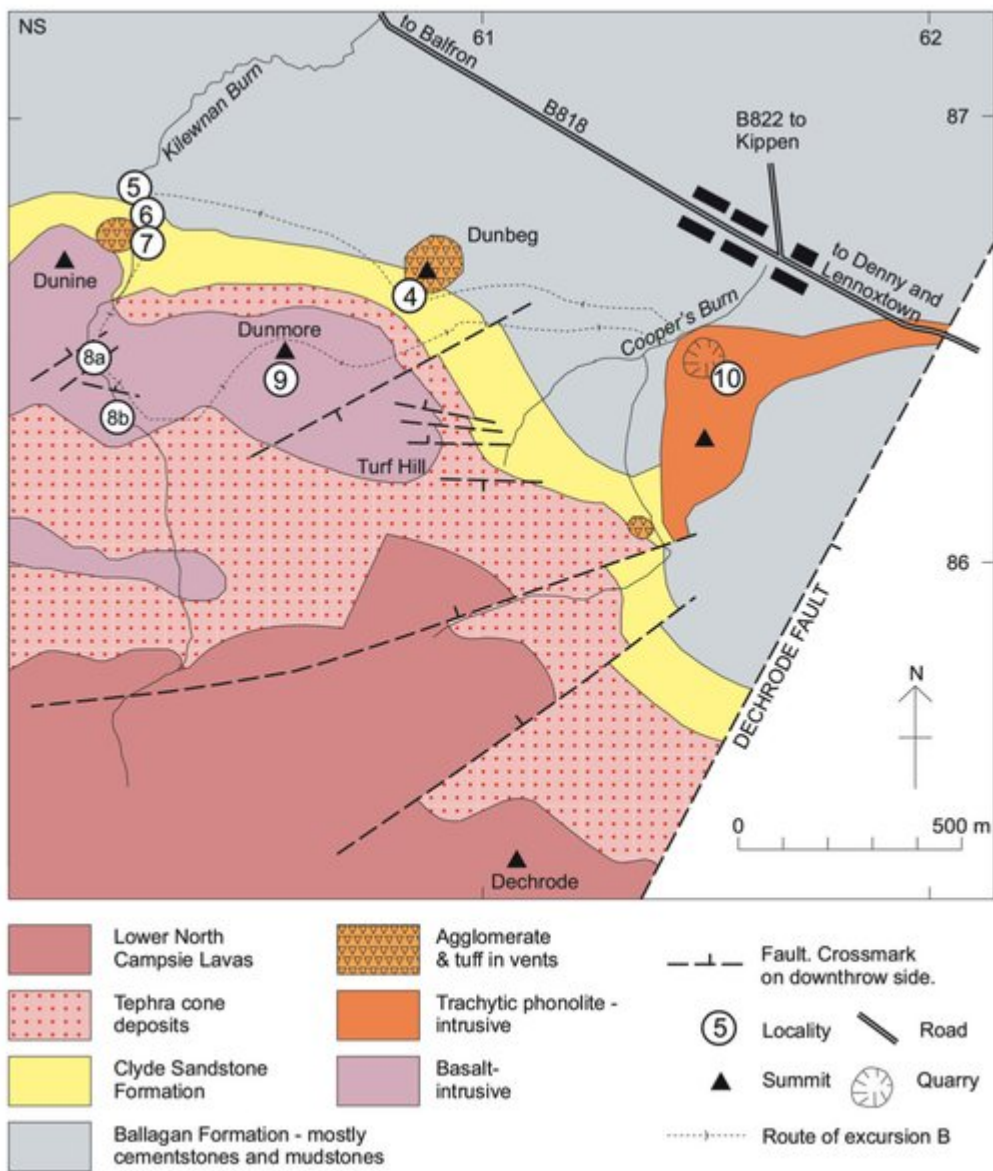 NS
61
62
to Balfron
Kilewnan Burn
B818
87
B822 to
Kippen
5
6
7
Dunbeg
to Denny and
Lennoxtown
Dunine
4
Cooper's Burn
Dunmore
8a
9
10
8b
Turf Hill
86
DECHRODE FAULT
N
0
500 m
Dechrode
Lower North
Campsie Lavas
Agglomerate
& tuff in vents
Fault. Crossmark
on downthrow side.
Tephra cone
deposits
Trachytic phonolite -
intrusive
5
Locality
Road
Clyde Sandstone
Formation
Basalt-
intrusive
Summit
Quarry
Ballagan Formation - mostly
cementstones and mudstones
Route of excursion B